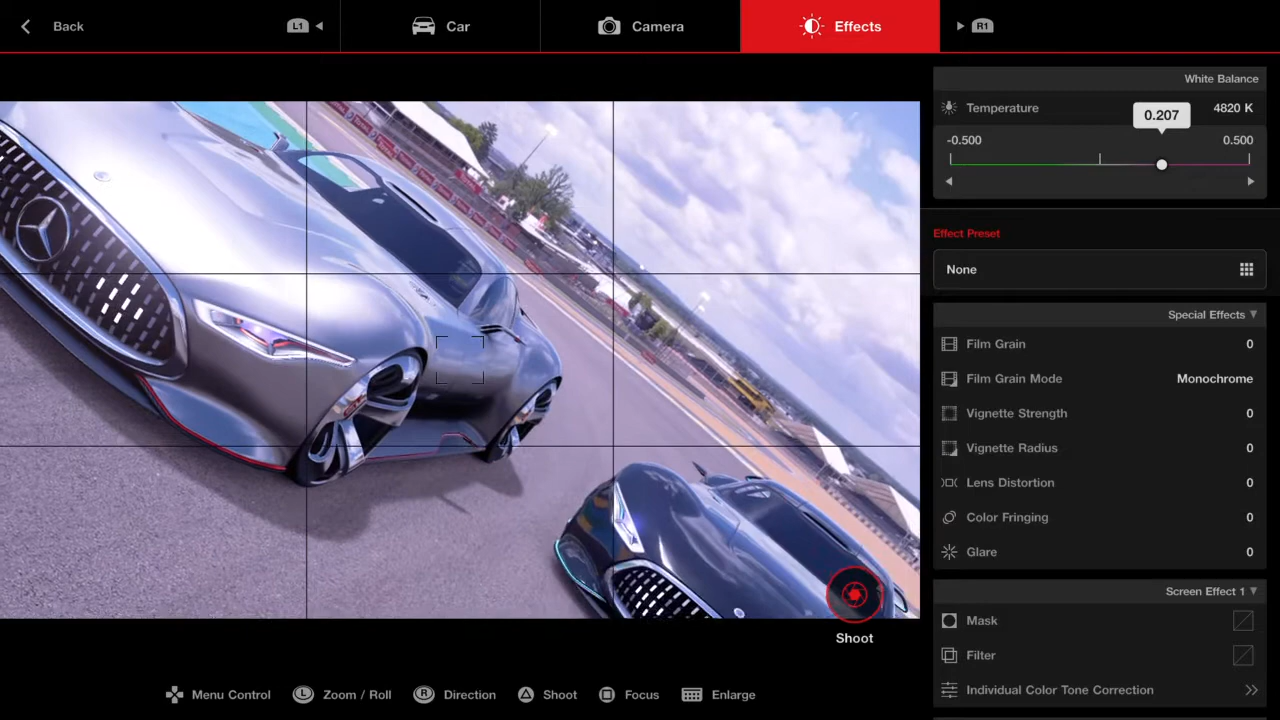 Back
L1
Car
Camera
Effects
R1
White Balance
Temperature
4820 K
0.207
-0.500
0.500
Effect Preset
None
Special Effects
Film Grain
0
Film Grain Mode
Monochrome
Vignette Strength
0
Vignette Radius
0
Lens Distortion
0
Color Fringing
0
Glare
0
Screen Effect 1
Mask
Filter
Individual Color Tone Correction
Shoot
Menu Control
L
Zoom / Roll
R
Direction
Shoot
Focus
Enlarge